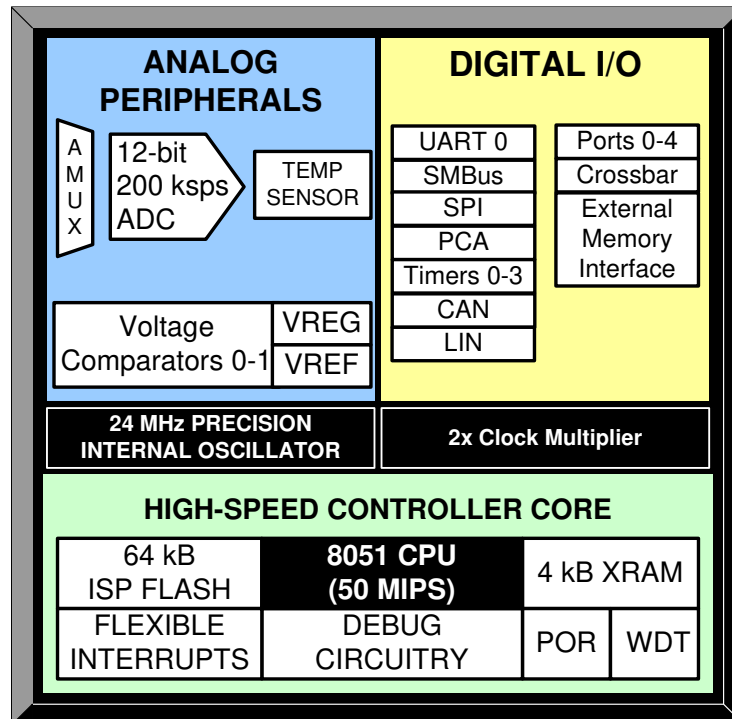 ANALOG
PERIPHERALS
A
M
U
X
12-bit
200 ksps
ADC
TEMP
SENSOR
Voltage
Comparators 0-1
VREG
VREF
DIGITAL I/O
UART 0
SMBus
SPI
PCA
Timers 0-3
CAN
LIN
Ports 0-4
Crossbar
External
Memory
Interface
24 MHz PRECISION
INTERNAL OSCILLATOR
2x Clock Multiplier
HIGH-SPEED CONTROLLER CORE
64 kB
ISP FLASH
8051 CPU
(50 MIPS)
4 kB XRAM
FLEXIBLE
INTERRUPTS
DEBUG
CIRCUITRY
POR
WDT